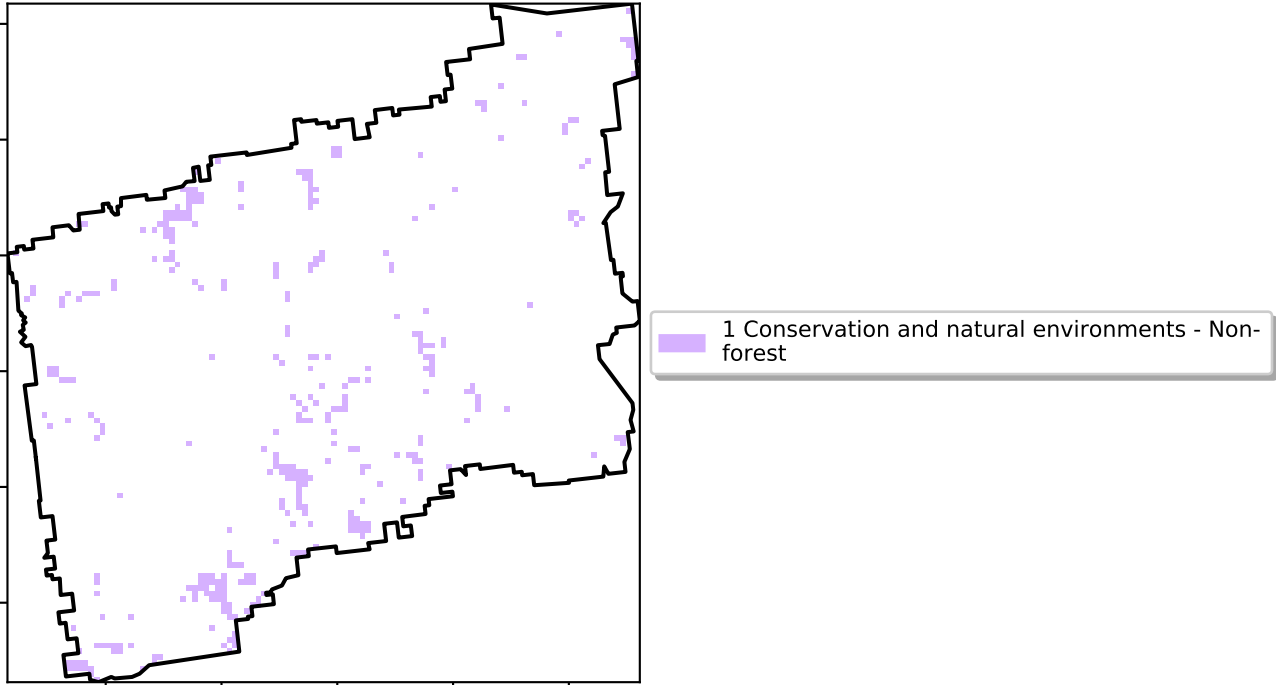 1 Conservation and natural environments - Non-
forest